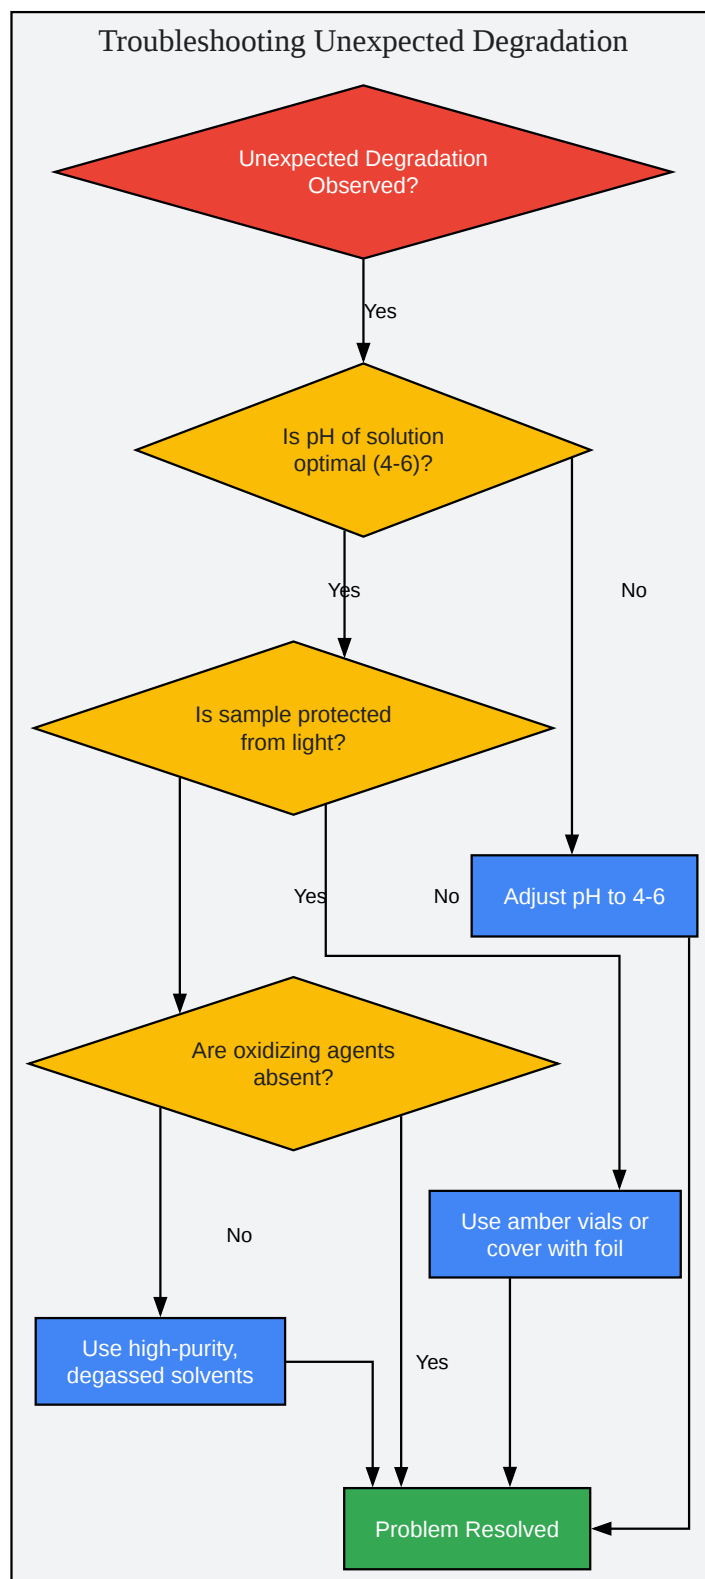 Troubleshooting Unexpected Degradation
Unexpected Degradation
Observed?
Yes
Is pH of solution
optimal (4-6)?
Yes
No
Is sample protected
from light?
Yes
No
Adjust pH to 4-6
Are oxidizing agents
absent?
No
Use amber vials or
cover with foil
Use high-purity,
degassed solvents
Yes
Problem Resolved